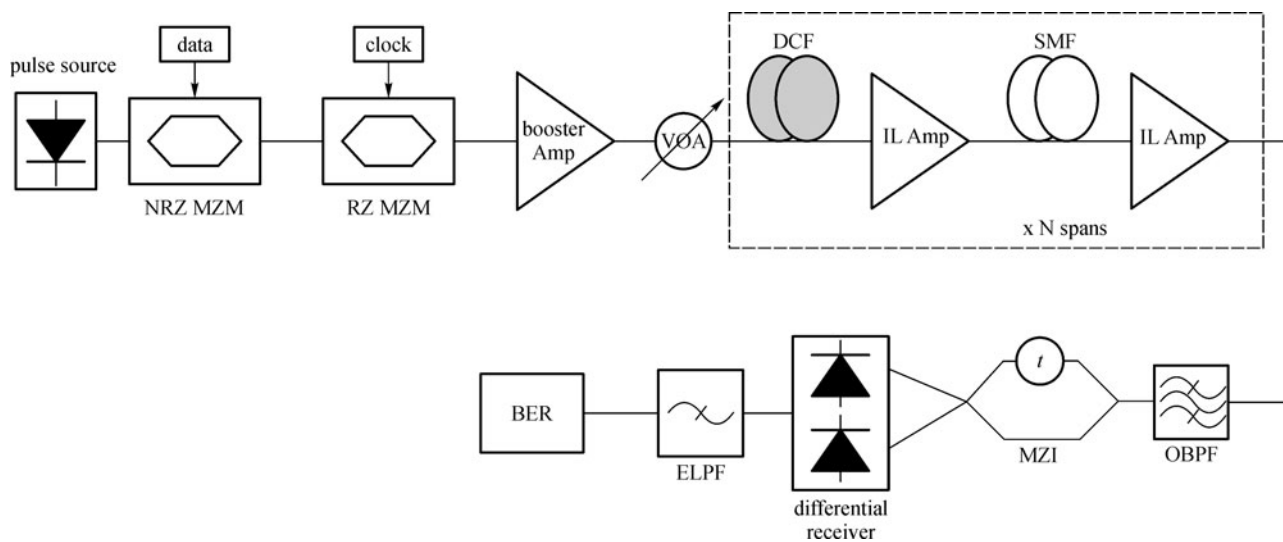 data
clock
pulse source
NRZ MZM
RZ MZM
booster
Amp
VOA
DCF
IL Amp
SMF
IL Amp
x N spans
BER
ELPF
differential
receiver
t
MZI
OBPF